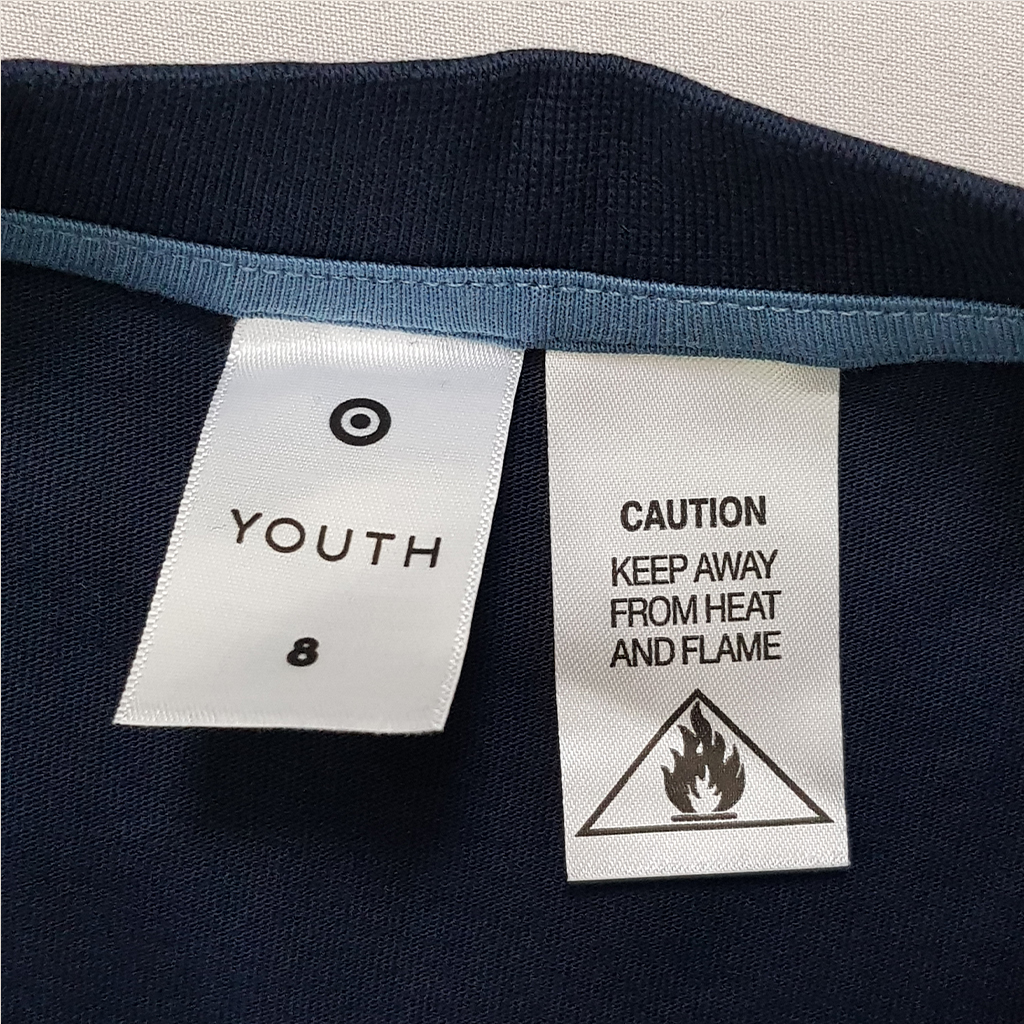 YOUTH
8
CAUTION
KEEP AWAY
FROM HEAT
AND FLAME